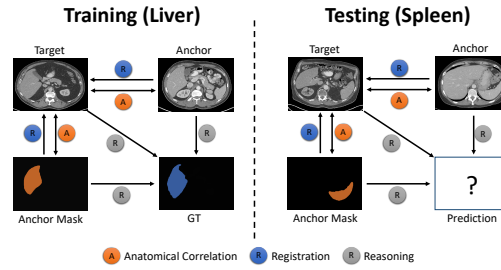 Training (Liver)
Testing (Spleen)
Target
Anchor
Target
Anchor
R
R
A
A
R
A
R
R
R
A
R
R
R
R
?
Anchor Mask
GT
Anchor Mask
Prediction
A Anatomical Correlation
R Registration
R Reasoning